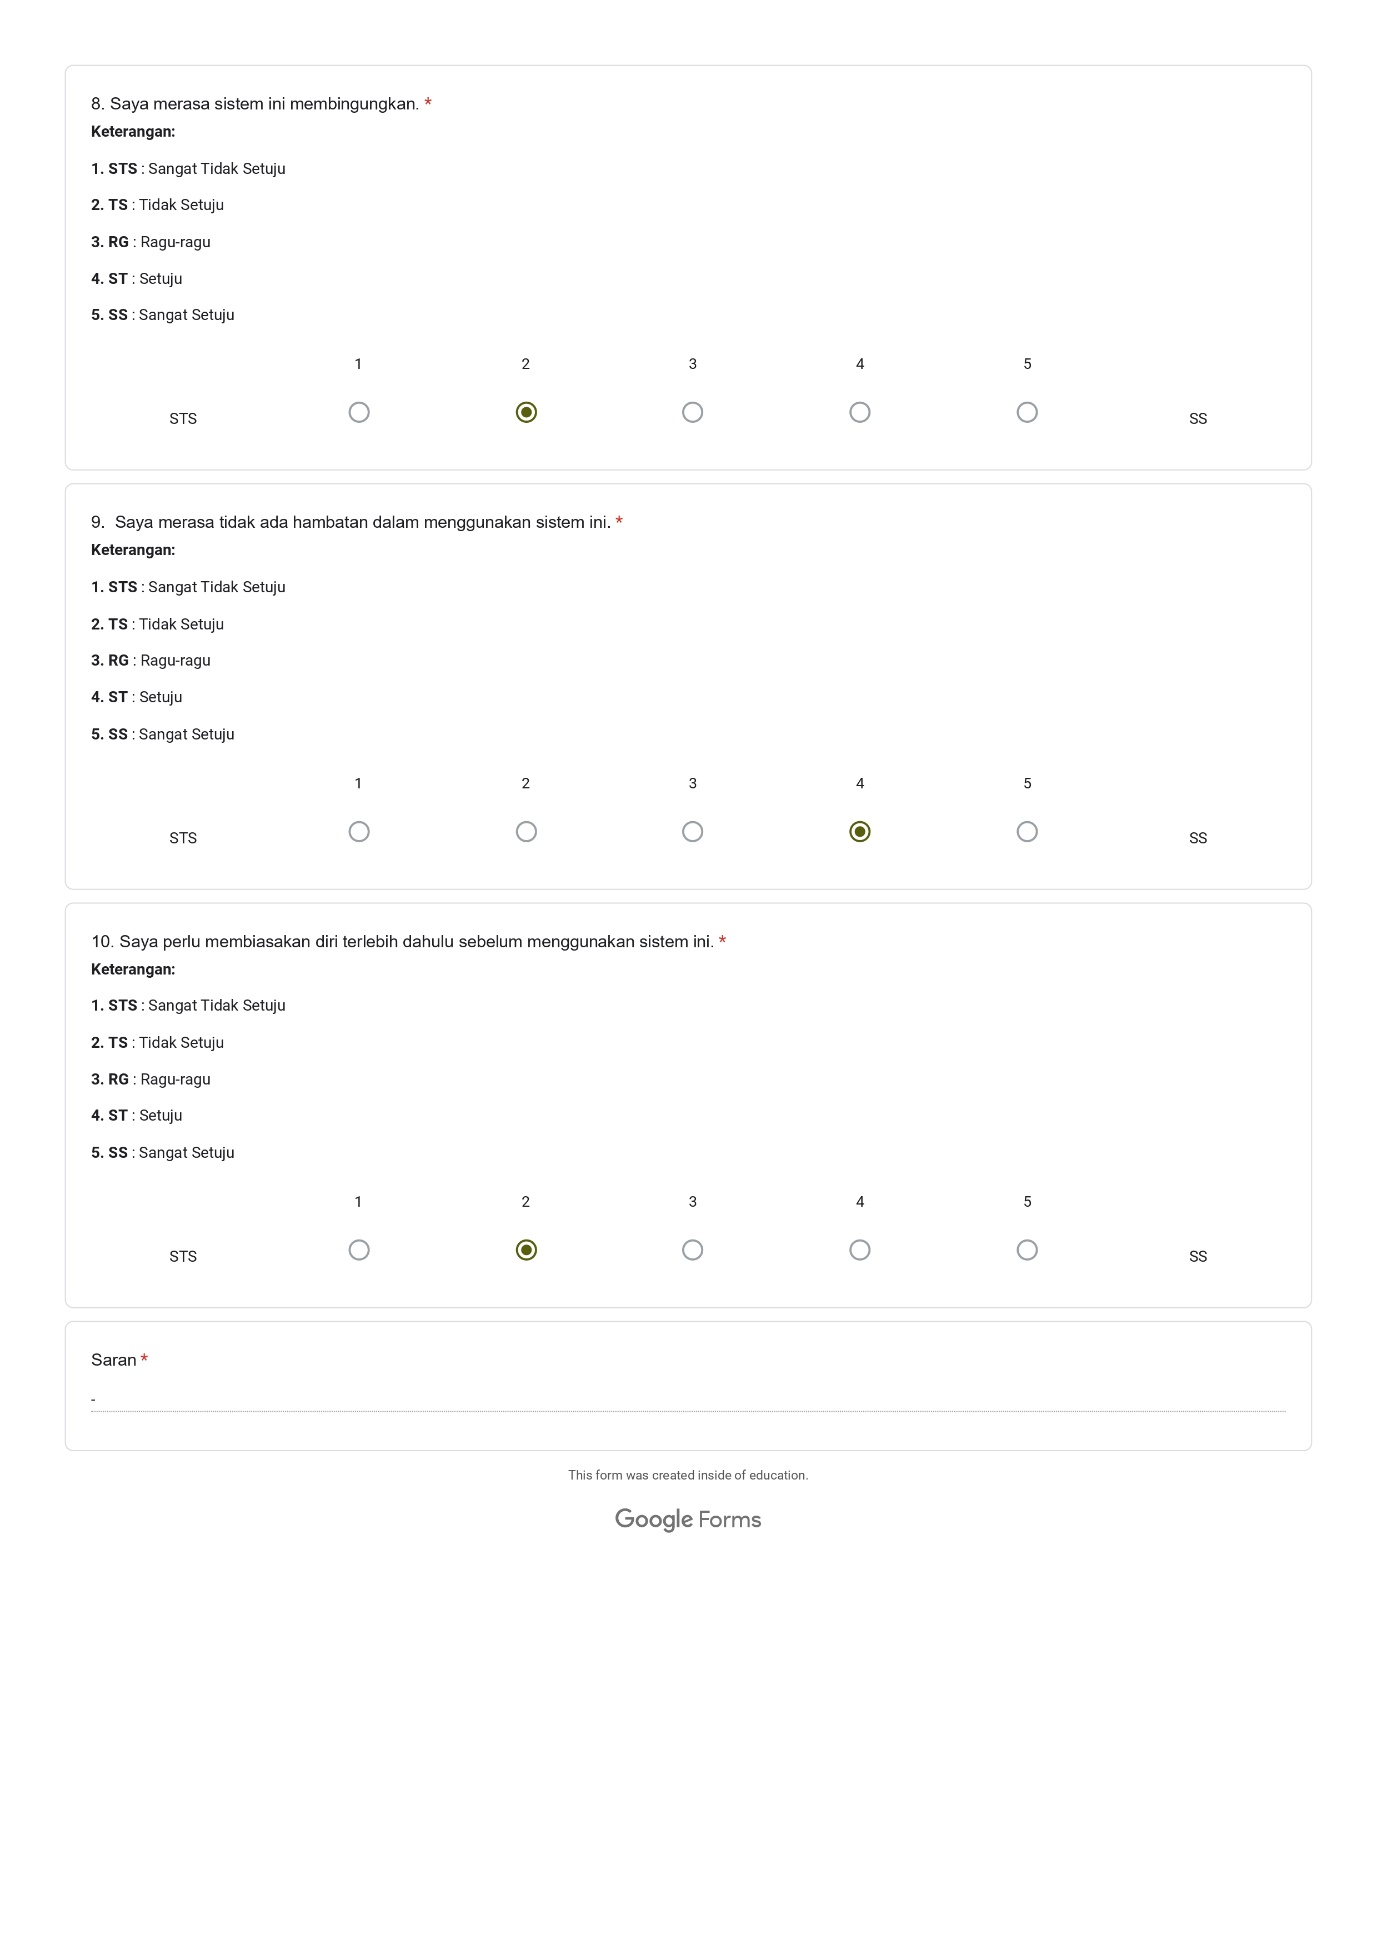 8. Saya merasa sistem ini membingungkan. *
Keterangan:
1. STS : Sangat Tidak Setuju
2. TS : Tidak Setuju
3. RG : Ragu-ragu
4. ST : Setuju
5. SS : Sangat Setuju
1 2 3 4 5
STS SS
9. Saya merasa tidak ada hambatan dalam menggunakan sistem ini. *
Keterangan:
1. STS : Sangat Tidak Setuju
2. TS : Tidak Setuju
3. RG : Ragu-ragu
4. ST : Setuju
5. SS : Sangat Setuju
1 2 3 4 5
STS SS
10. Saya perlu membiasakan diri terlebih dahulu sebelum menggunakan sistem ini. *
Keterangan:
1. STS : Sangat Tidak Setuju
2. TS : Tidak Setuju
3. RG : Ragu-ragu
4. ST : Setuju
5. SS : Sangat Setuju
1 2 3 4 5
STS SS
Saran *
-
This form was created inside of education.
Google Forms